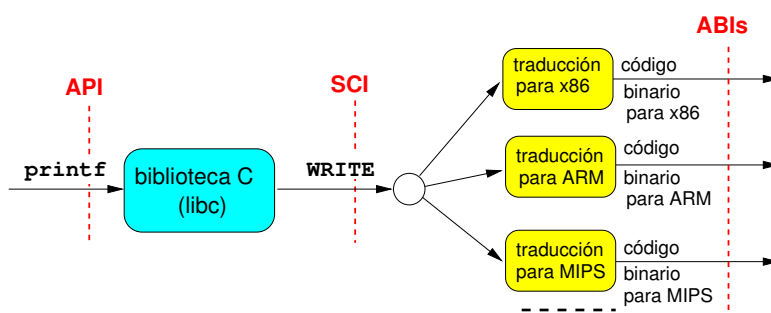 API
SCI
ABIs
printf
biblioteca C
(libc)
WRITE
traducción
para x86
código
binario
para x86
traducción
para ARM
código
binario
para ARM
traducción
para MIPS
código
binario
para MIPS